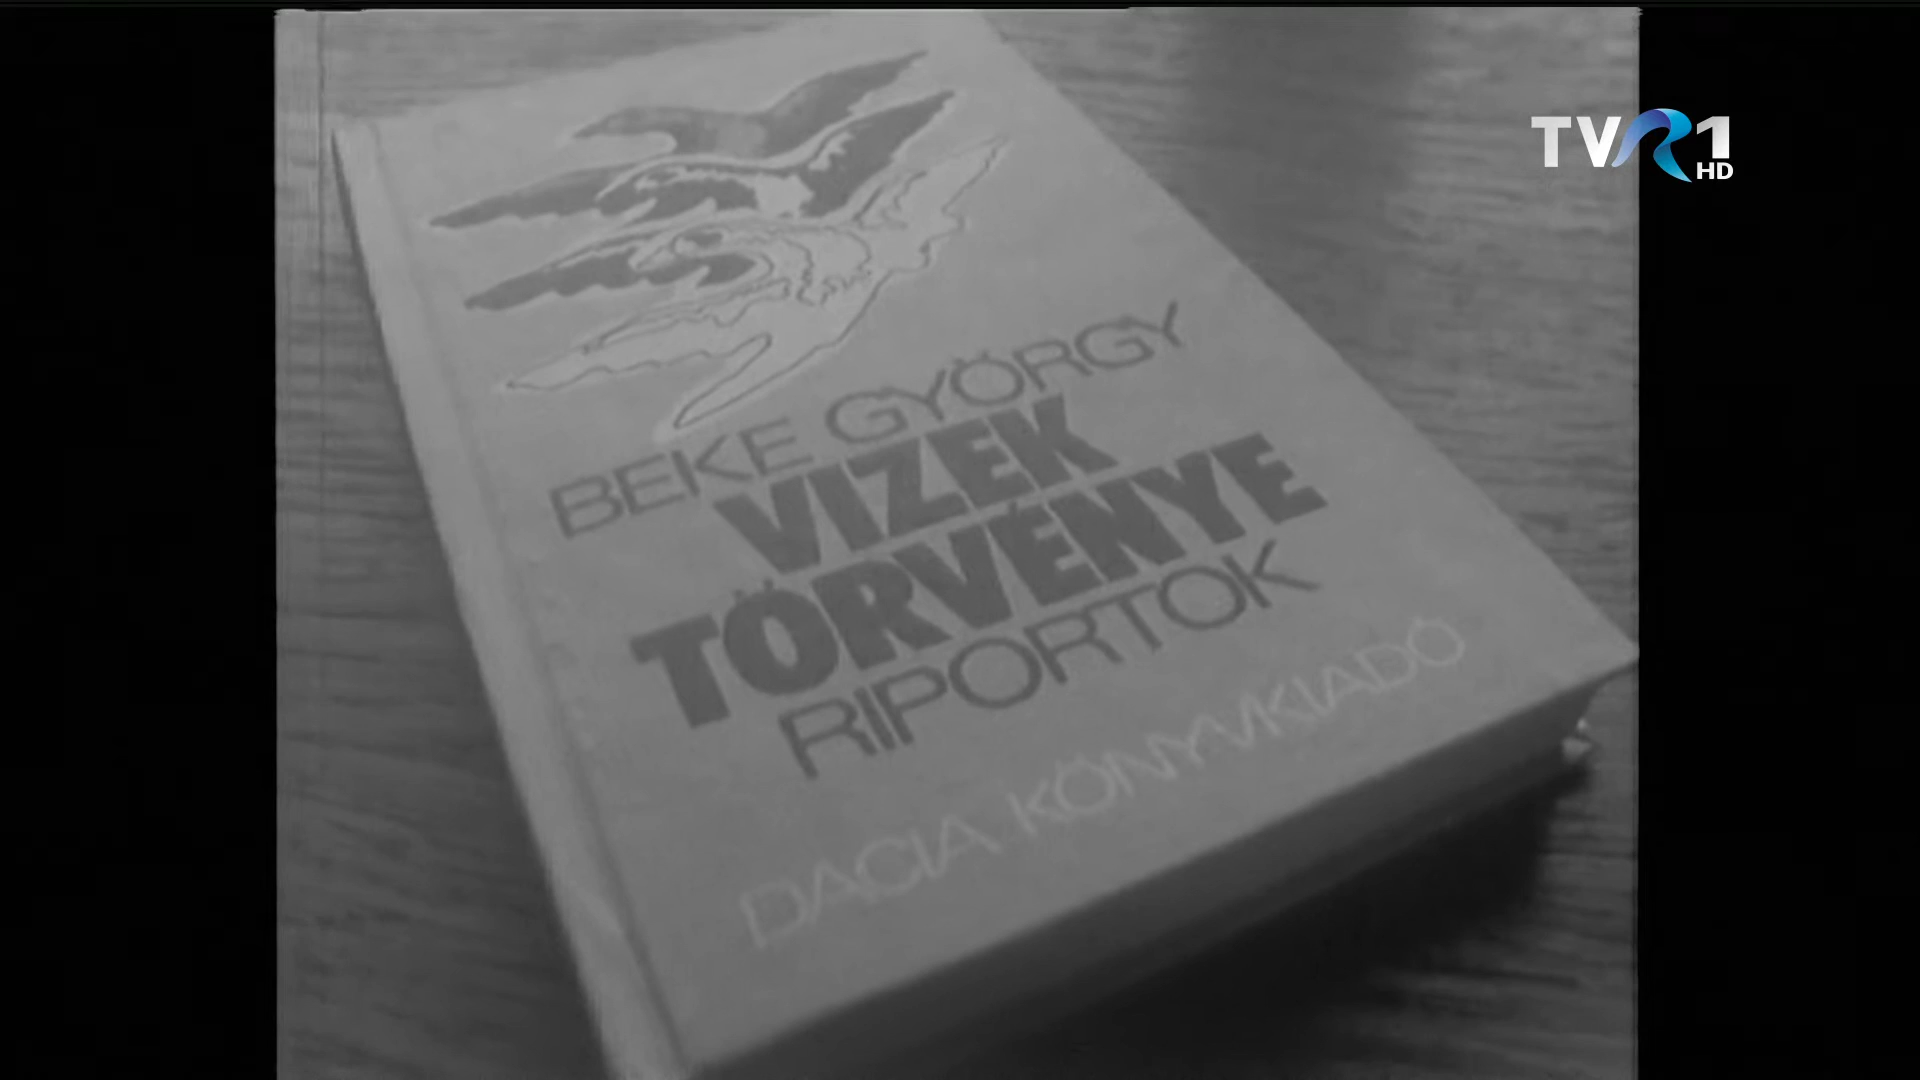 BEKE GYÖRGY
VIZEK
TÖRVÉNYE
RIPORTOK
DACIA KÖNYVKIADÓ
TVR1
HD